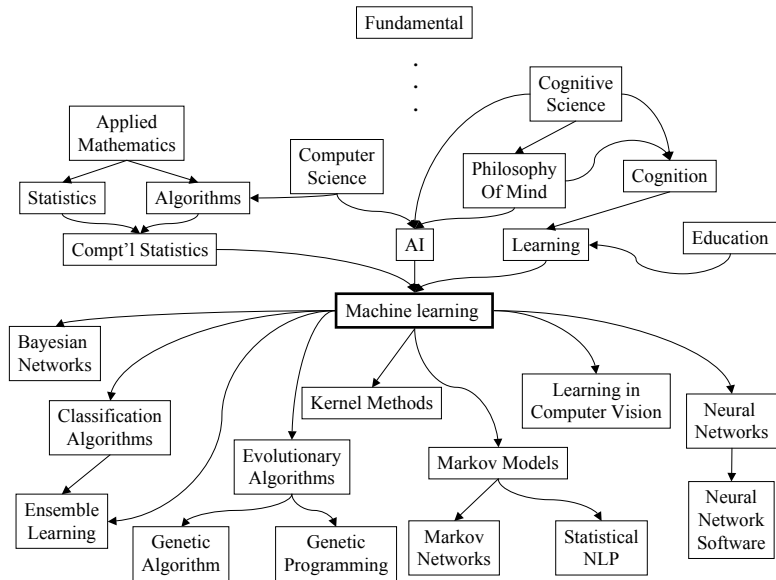 Fundamental
Cognitive
Science
Applied
Mathematics
Computer
Science
Philosophy
Of Mind
Cognition
Statistics
Algorithms
Compt’l Statistics
AI
Learning
Education
Machine learning
Bayesian
Networks
Kernel Methods
Learning in
Computer Vision
Classification
Algorithms
Neural
Networks
Evolutionary
Algorithms
Markov Models
Ensemble
Learning
Genetic
Algorithm
Genetic
Programming
Markov
Networks
Statistical
NLP
Neural
Network
Software